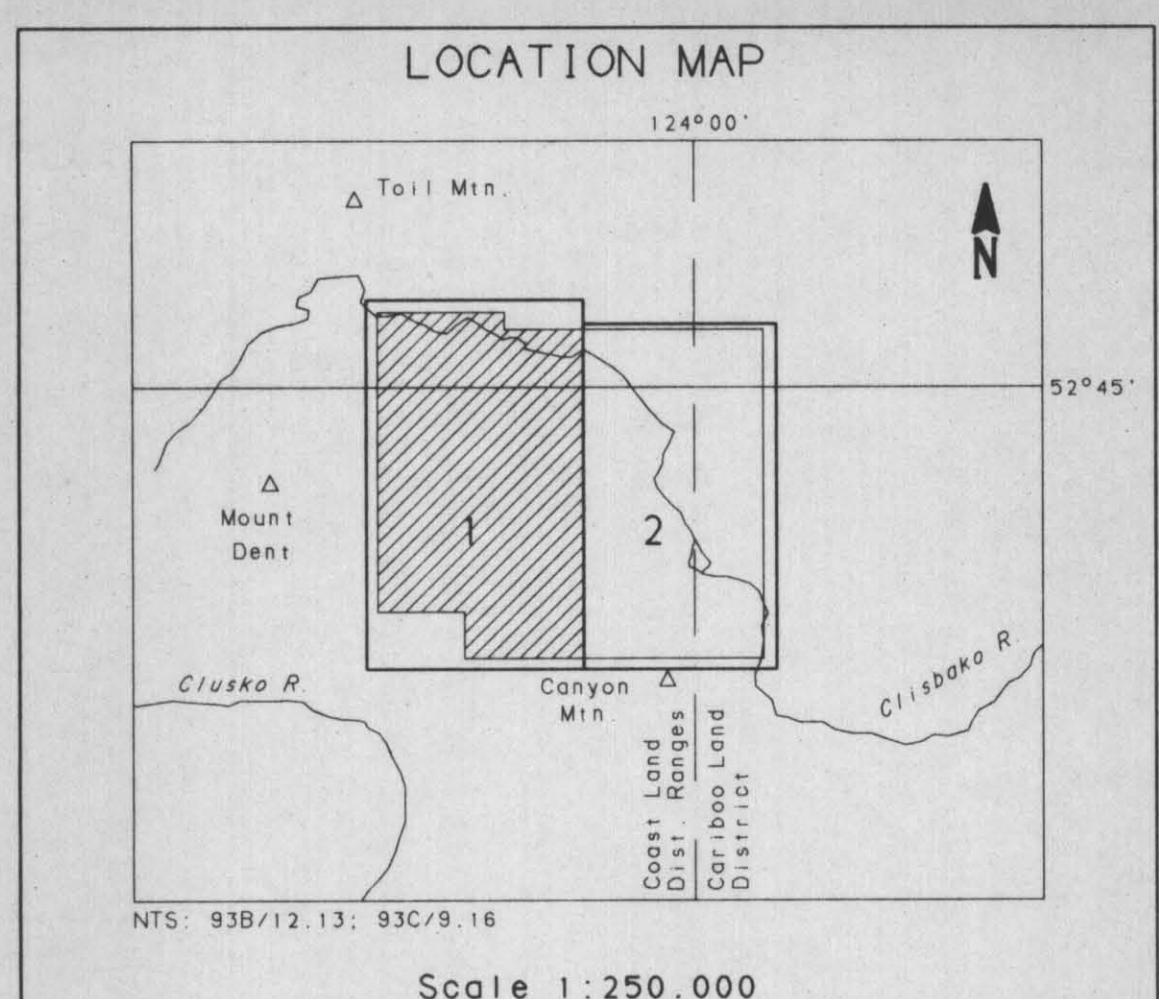 LOCATION MAP
124°00'
Toil Mtn.
N
52°45'
Mount
Dent
1
2
Clusko R.
Canyon
Mtn.
Clisbako R.
Coast Land
Dist. Ranges
Cariboo Land
District
NTS: 93B/12.13; 93C/9.16
Scale 1:250,000